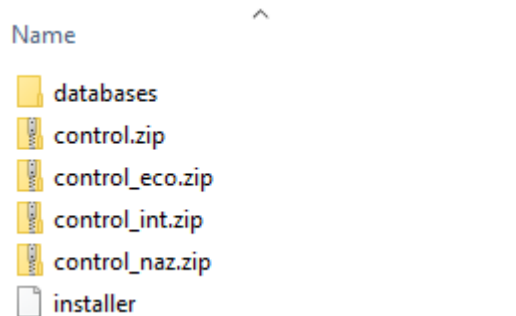 Name
databases
control.zip
control_eco.zip
control_int.zip
control_naz.zip
installer